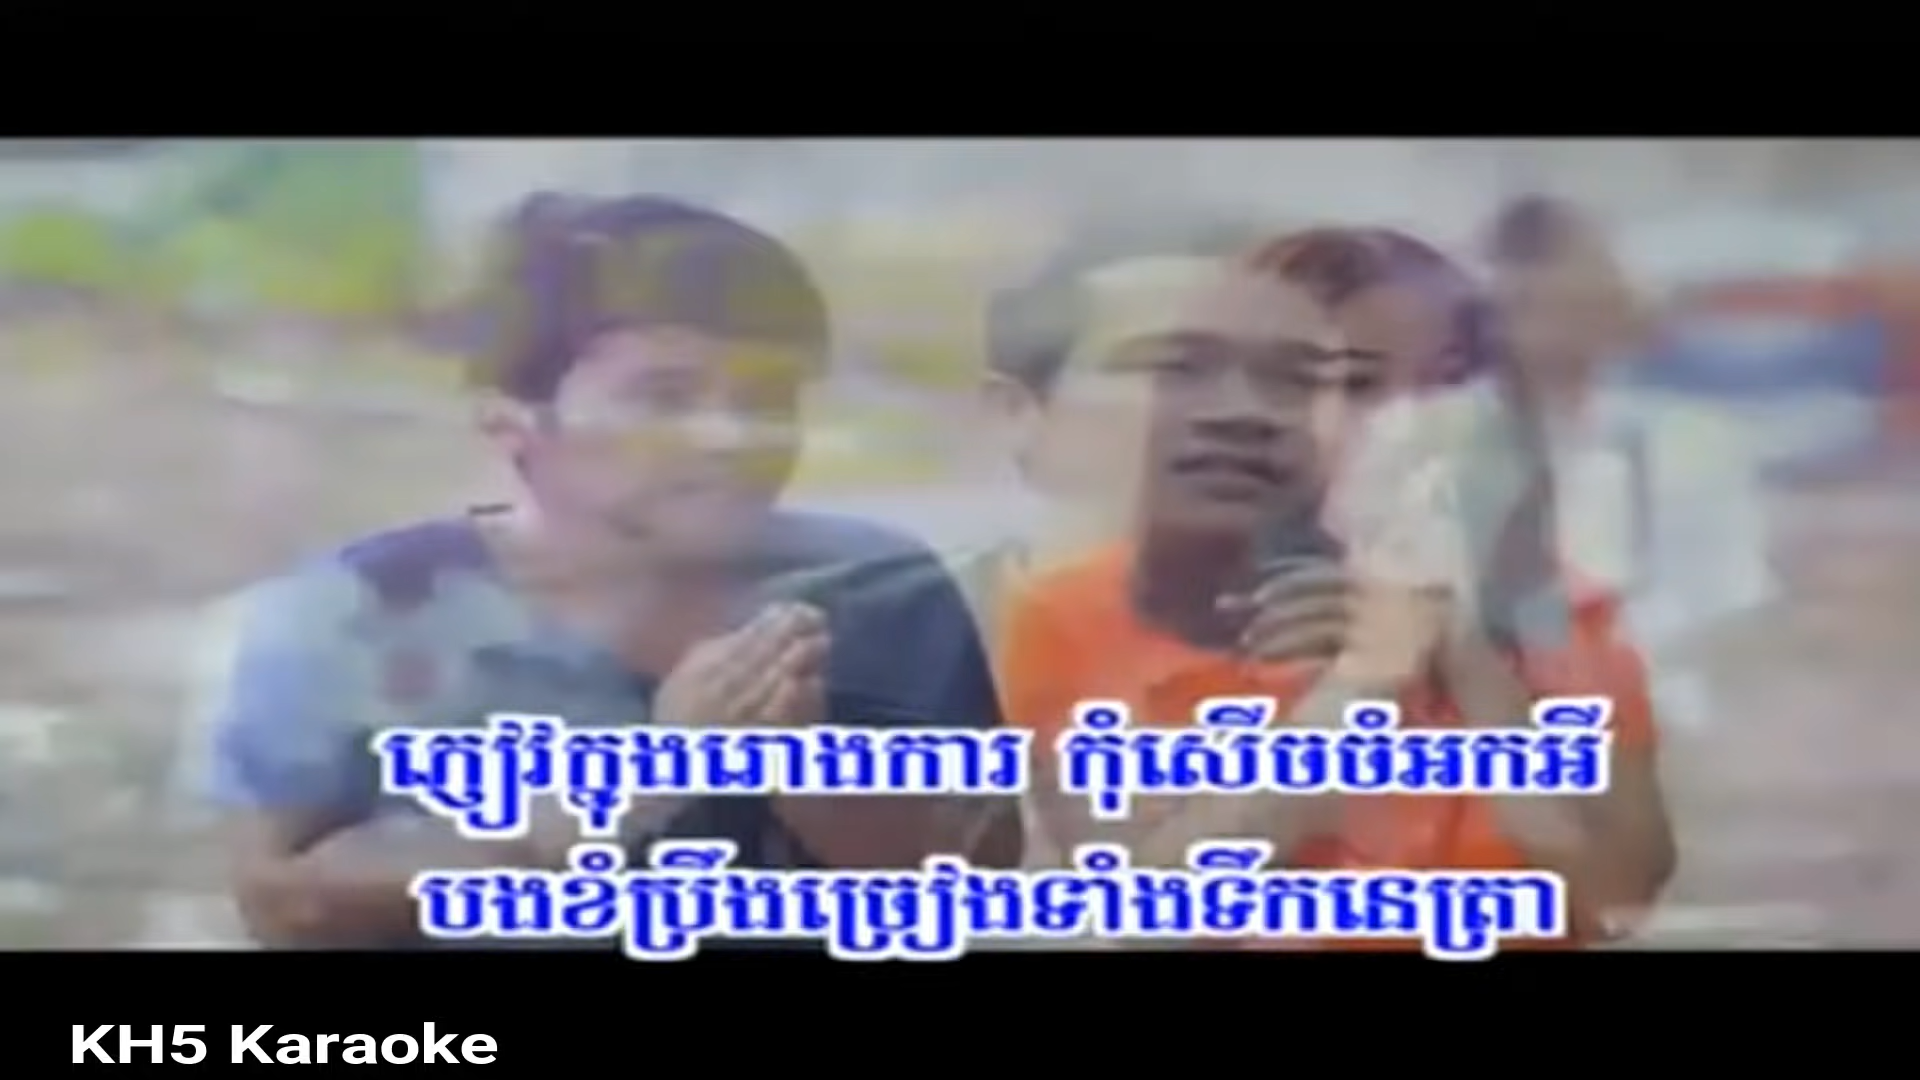 ភ្ញៀវក្នុងរោងការ កុំសើចចំអកអី
បងខំប្រឹងច្រៀងទាំងទឹកនេត្រា
KH5 Karaoke